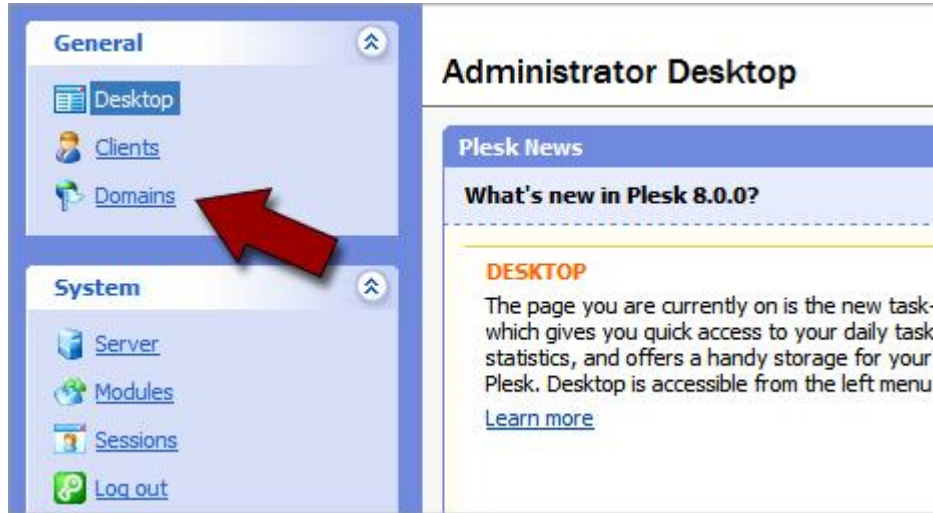 General
Desktop
Clients
Domains
System
Server
Modules
Sessions
Log out
Administrator Desktop
Plesk News
What's new in Plesk 8.0.0?
DESKTOP
The page you are currently on is the new task-
which gives you quick access to your daily task
statistics, and offers a handy storage for your
Plesk. Desktop is accessible from the left menu
Learn more